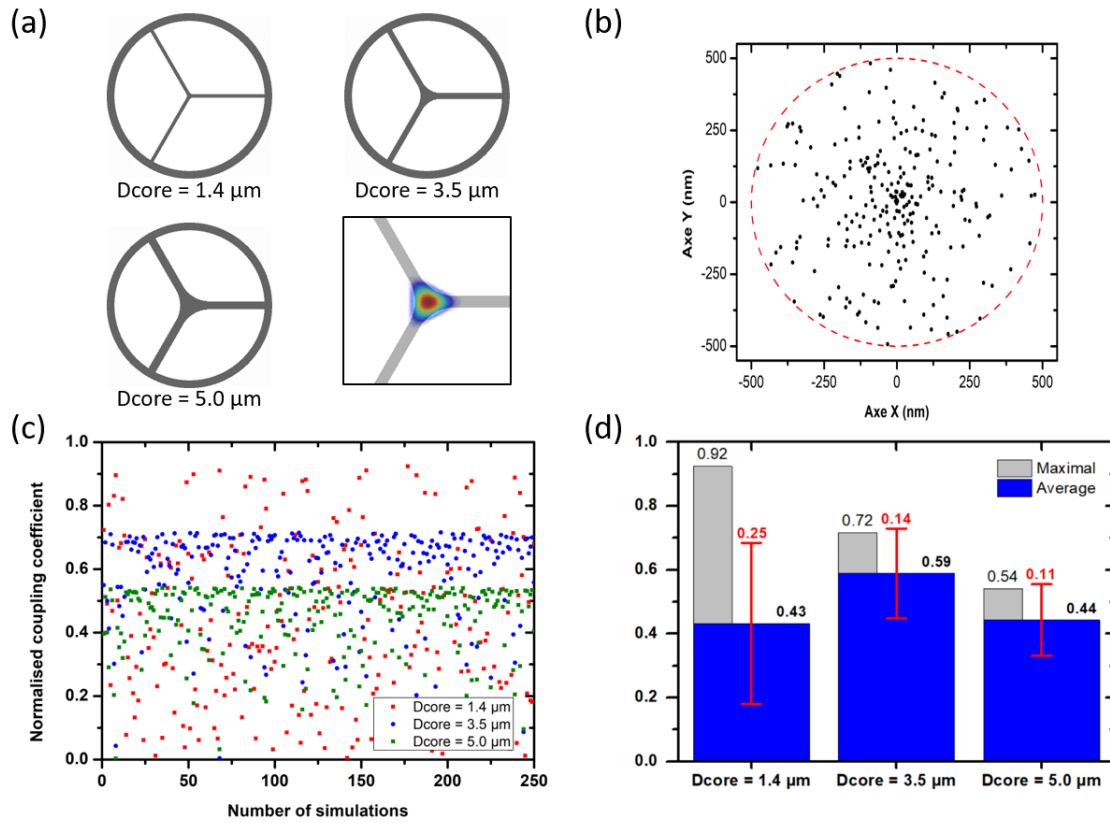 (a)
Dcore = 1.4 µm
Dcore = 3.5 µm
Dcore = 5.0 µm
(b)
500
250
0
-250
-500
-500
-250
0
250
500
Axe Y (nm)
Axe X (nm)
(c)
1.0
0.8
0.6
0.4
0.2
0.0
0
50
100
150
200
250
Normalised coupling coefficient
Number of simulations
Dcore = 1.4 µm
Dcore = 3.5 µm
Dcore = 5.0 µm
(d)
1.0
0.8
0.6
0.4
0.2
0.0
Maximal
Average
0.92
0.25
0.43
0.72
0.14
0.59
0.54
0.11
0.44
Dcore = 1.4 µm
Dcore = 3.5 µm
Dcore = 5.0 µm